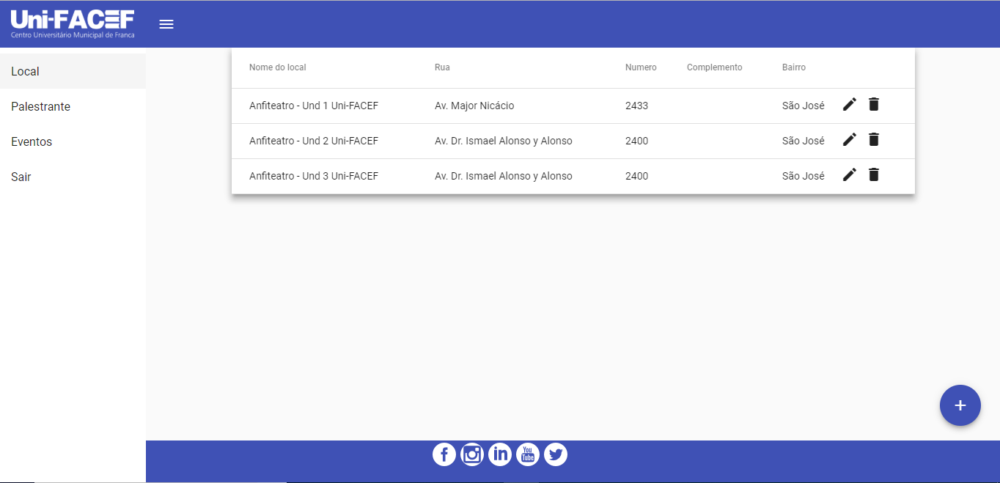 Uni-FACEF
Centro Universitário Municipal de Franca
Local
Palestrante
Eventos
Sair
Nome do local Rua Numero Complemento Bairro
Anfiteatro - Und 1 Uni-FACEF Av. Major Nicácio 2433 São José
Anfiteatro - Und 2 Uni-FACEF Av. Dr. Ismael Alonso y Alonso 2400 São José
Anfiteatro - Und 3 Uni-FACEF Av. Dr. Ismael Alonso y Alonso 2400 São José
+
f in You
Tube